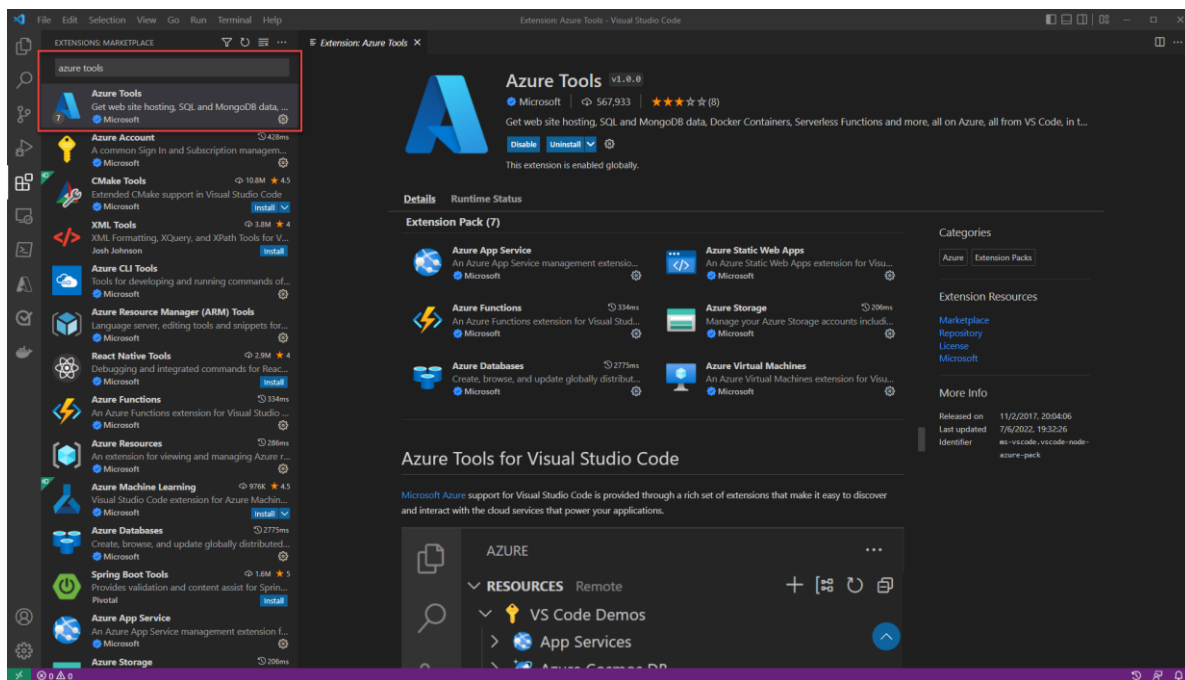 File Edit Selection View Go Run Terminal Help
Extension: Azure Tools - Visual Studio Code
EXTENSIONS: MARKETPLACE
azure tools
Azure Tools
Get web site hosting, SQL and MongoDB data, ...
Microsoft
7
Azure Account
428ms
A common Sign In and Subscription managem...
Microsoft
CMake Tools
10.8M 4.5
Extended CMake support in Visual Studio Code
Microsoft
Install
XML Tools
3.8M 4
XML Formatting, XQuery, and XPath Tools for V...
Josh Johnson
Install
Azure CLI Tools
Tools for developing and running commands of...
Microsoft
Azure Resource Manager (ARM) Tools
Language server, editing tools and snippets for...
Microsoft
React Native Tools
2.9M 4
Debugging and integrated commands for Reac...
Microsoft
Install
Azure Functions
334ms
An Azure Functions extension for Visual Studio ...
Microsoft
Azure Resources
286ms
An extension for viewing and managing Azure r...
Microsoft
Azure Machine Learning
976K 4.5
Visual Studio Code extension for Azure Machin...
Microsoft
Install
Azure Databases
2775ms
Create, browse, and update globally distributed...
Microsoft
Spring Boot Tools
1.6M 5
Provides validation and content assist for Sprin...
Pivotal
Install
Azure App Service
An Azure App Service management extension f...
Microsoft
Azure Storage
206ms
0 0
Extension: Azure Tools
Azure Tools v1.0.0
Microsoft 567,933 (8)
Get web site hosting, SQL and MongoDB data, Docker Containers, Serverless Functions and more, all on Azure, all from VS Code, in t...
Disable Uninstall
This extension is enabled globally.
Details Runtime Status
Extension Pack (7)
Azure App Service
An Azure App Service management extensio...
Microsoft
Azure Static Web Apps
An Azure Static Web Apps extension for Visu...
Microsoft
Azure Functions
334ms
An Azure Functions extension for Visual Stud...
Microsoft
Azure Storage
206ms
Manage your Azure Storage accounts includi...
Microsoft
Azure Databases
2775ms
Create, browse, and update globally distribut...
Microsoft
Azure Virtual Machines
An Azure Virtual Machines extension for Visu...
Microsoft
Azure Tools for Visual Studio Code
Microsoft Azure support for Visual Studio Code is provided through a rich set of extensions that make it easy to discover
and interact with the cloud services that power your applications.
AZURE
RESOURCES Remote
VS Code Demos
App Services
Azure Cosmos DB
Categories
Azure Extension Packs
Extension Resources
Marketplace
Repository
License
Microsoft
More Info
Released on 11/2/2017, 20:04:06
Last updated 7/6/2022, 19:32:26
Identifier ms-vscode.vscode-node-
azure-pack